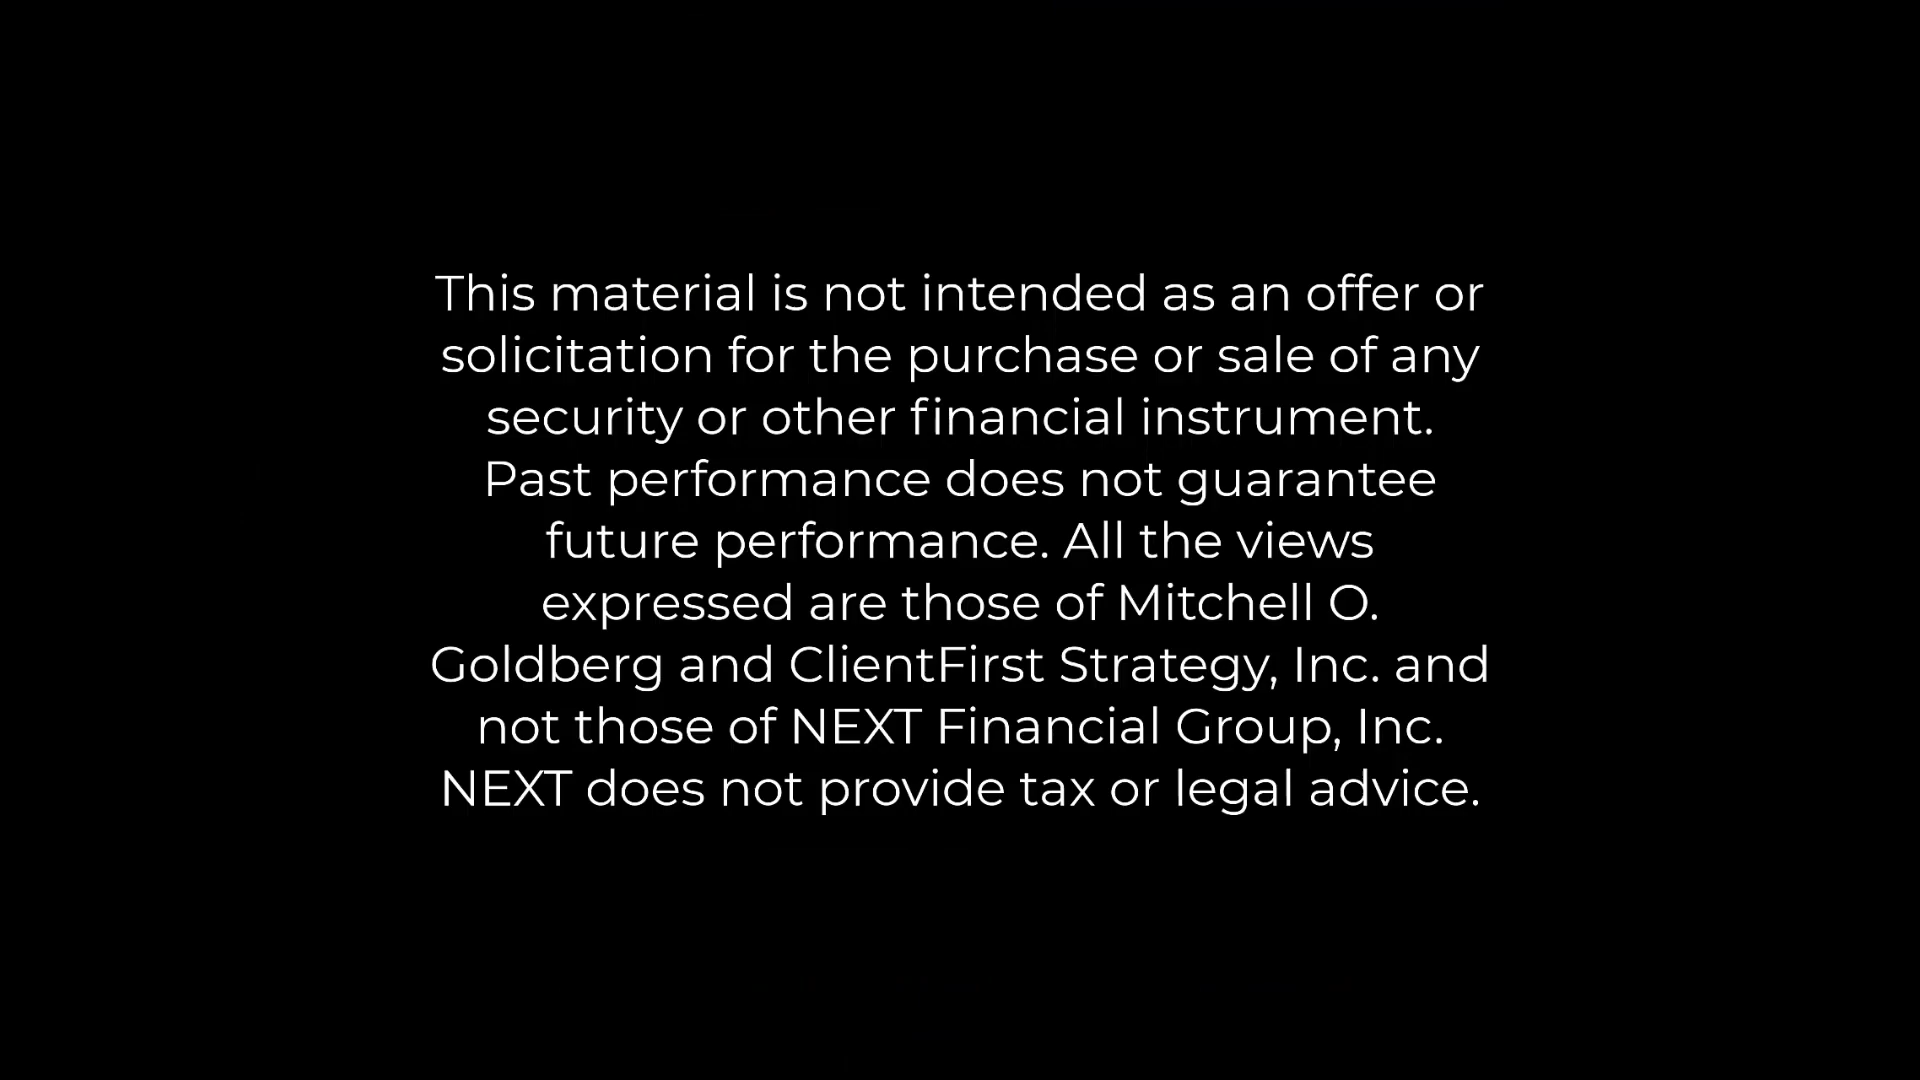 This material is not intended as an offer or
solicitation for the purchase or sale of any
security or other financial instrument.
Past performance does not guarantee
future performance. All the views
expressed are those of Mitchell O.
Goldberg and ClientFirst Strategy, Inc. and
not those of NEXT Financial Group, Inc.
NEXT does not provide tax or legal advice.